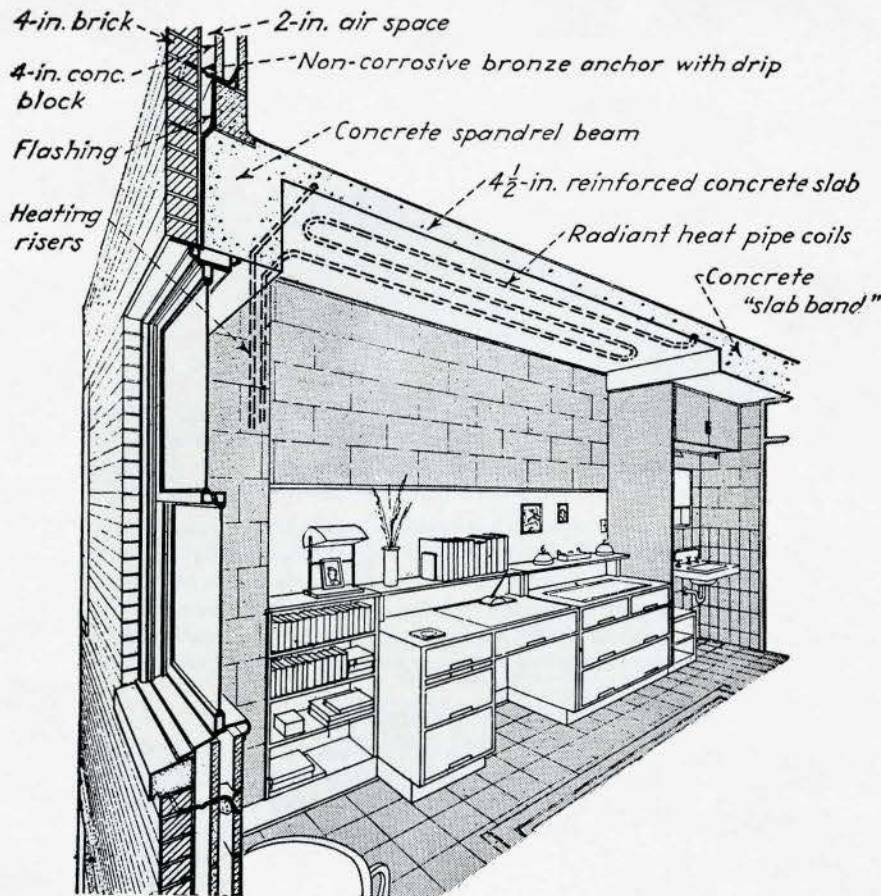 4-in. brick
2-in. air space
4-in. conc.
block
Non-corrosive bronze anchor with drip
Flashing
Concrete spandrel beam
4½-in. reinforced concrete slab
Heating
risers
Radiant heat pipe coils
Concrete
"slab band"